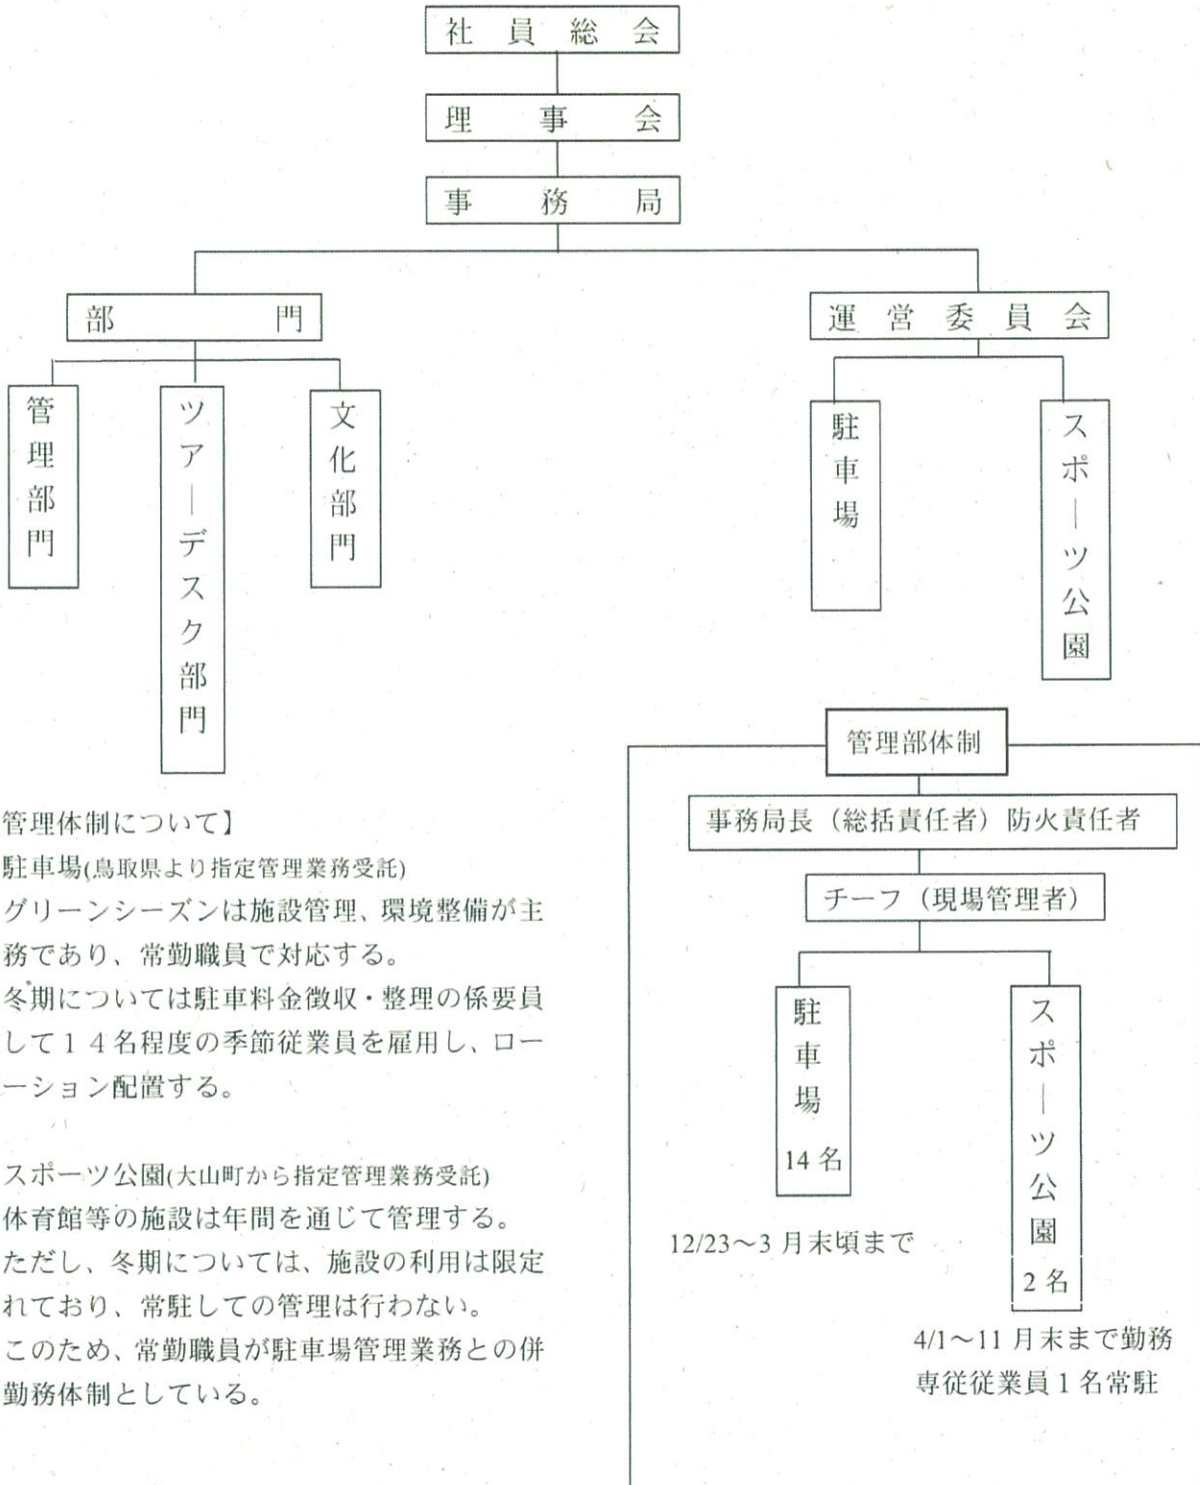 社員総会
理事会
事務局
部門
運営委員会
管理部門
ツアーデスク部門
文化部門
駐車場
スポーツ公園
管理部体制
事務局長（総括責任者）防火責任者
チーフ（現場管理者）
駐車場
14名
12/23～3月末頃まで
スポーツ公園
2名
4/1～11月末まで勤務
専従従業員1名常駐
管理体制について】
駐車場(鳥取県より指定管理業務受託)
グリーンシーズンは施設管理、環境整備が主
務であり、常勤職員で対応する。
冬期については駐車料金徴収・整理の係要員
して１４名程度の季節従業員を雇用し、ロー
ーション配置する。
スポーツ公園(大山町から指定管理業務受託)
体育館等の施設は年間を通じて管理する。
ただし、冬期については、施設の利用は限定
れており、常駐しての管理は行わない。
このため、常勤職員が駐車場管理業務との併
勤務体制としている。